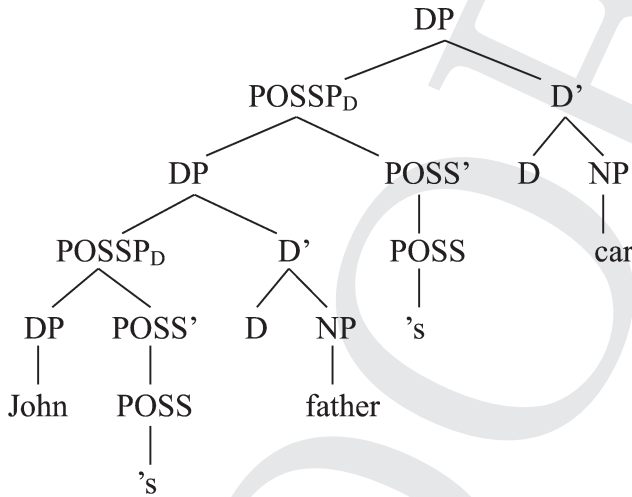 DP
POSSP_D D’
DP POSS’ D NP
POSSP_D D’ POSS car
DP POSS’ D NP ’s
John POSS father
’s